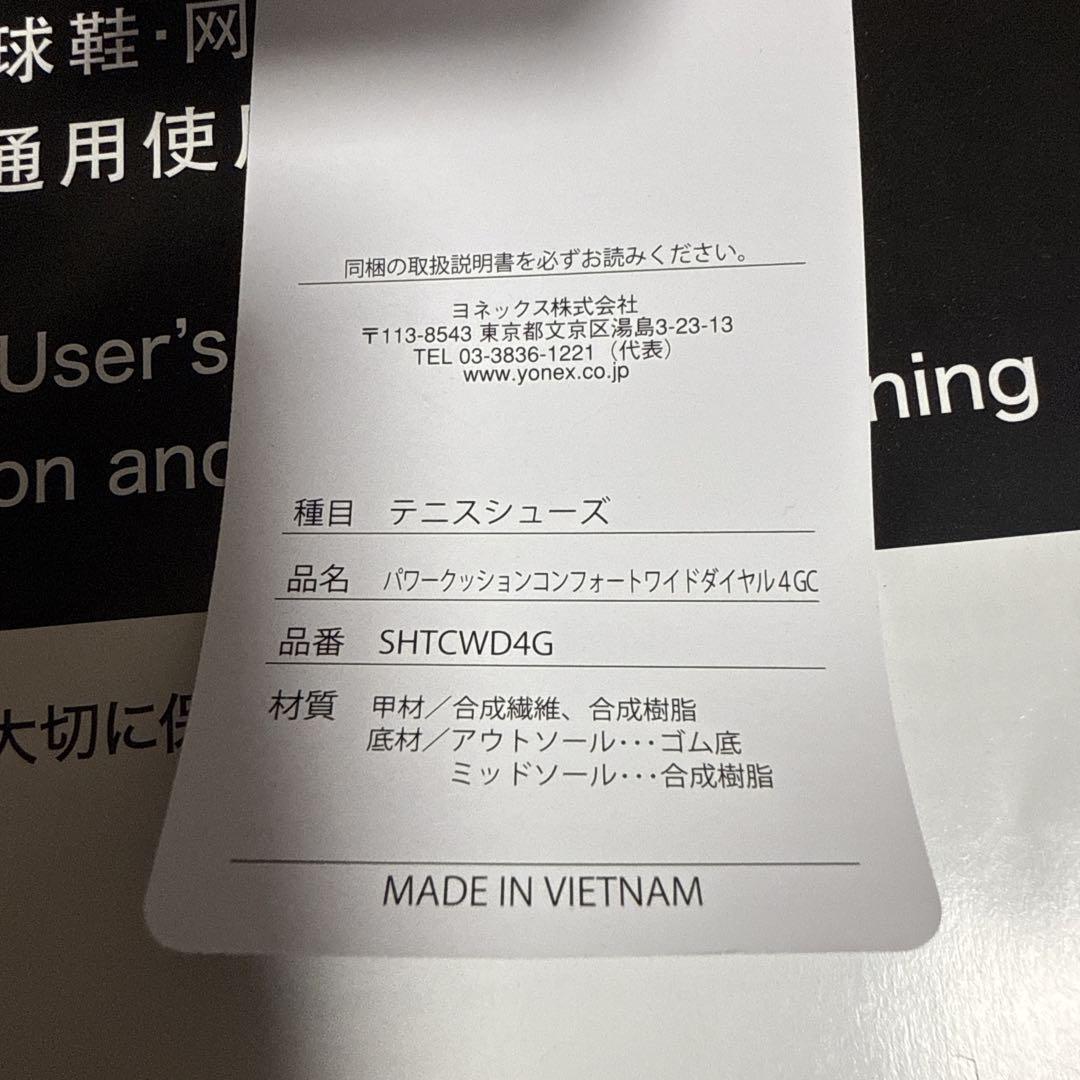 球鞋·网
通用使
User's
on and
ning
大切に保
同梱の取扱説明書を必ずお読みください。
ヨネックス株式会社
〒113-8543 東京都文京区湯島3-23-13
TEL 03-3836-1221（代表）
www.yonex.co.jp
種目 テニスシューズ
品名 パワークッションコンフォートワイドダイヤル4GC
品番 SHTCWD4G
材質 甲材／合成繊維、合成樹脂
底材／アウトソール・・・ゴム底
ミッドソール・・・合成樹脂
MADE IN VIETNAM